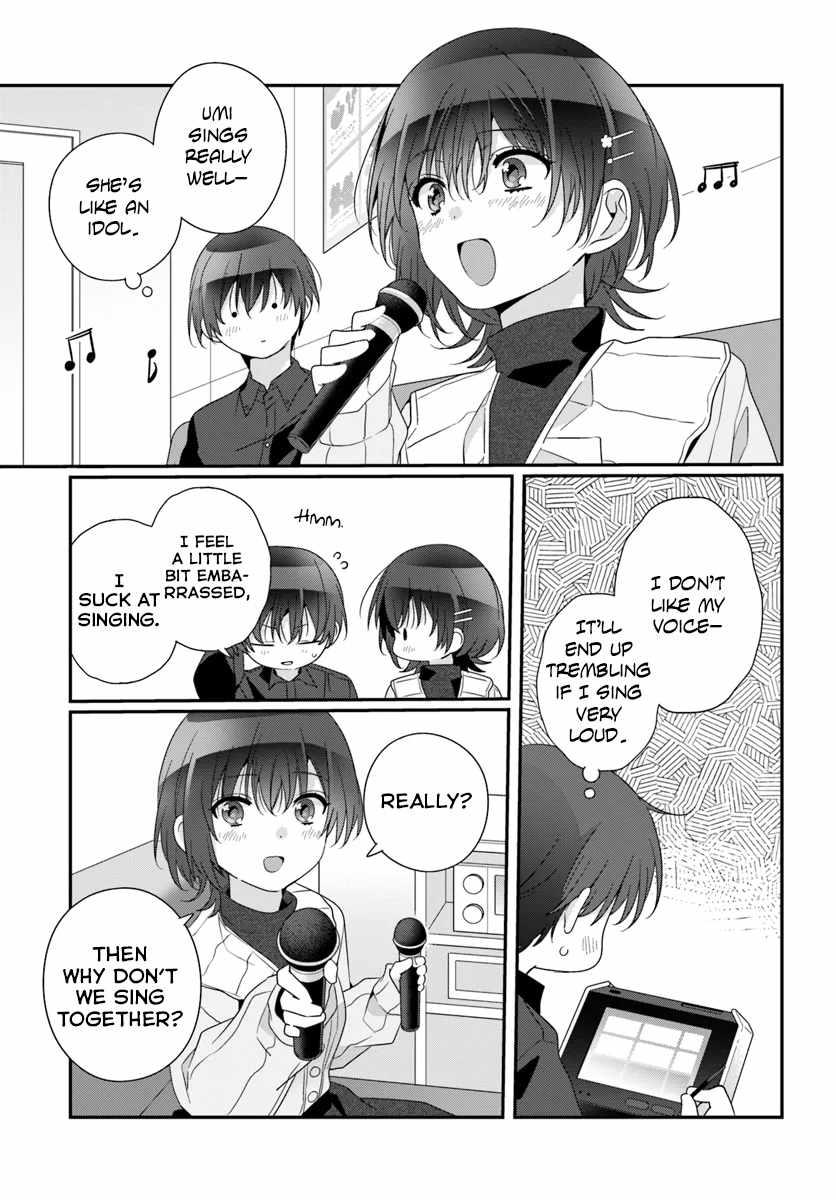 UMI
SINGS
REALLY
WELL–
SHE'S
LIKE AN
IDOL.
I DON'T
LIKE MY
VOICE–
IT'LL
END UP
TREMBLING
IF I SING
VERY
LOUD.
HMM.
I FEEL
A LITTLE
BIT EMBA-
RRASSED,
I
SUCK AT
SINGING.
REALLY?
THEN
WHY DON'T
WE SING
TOGETHER?